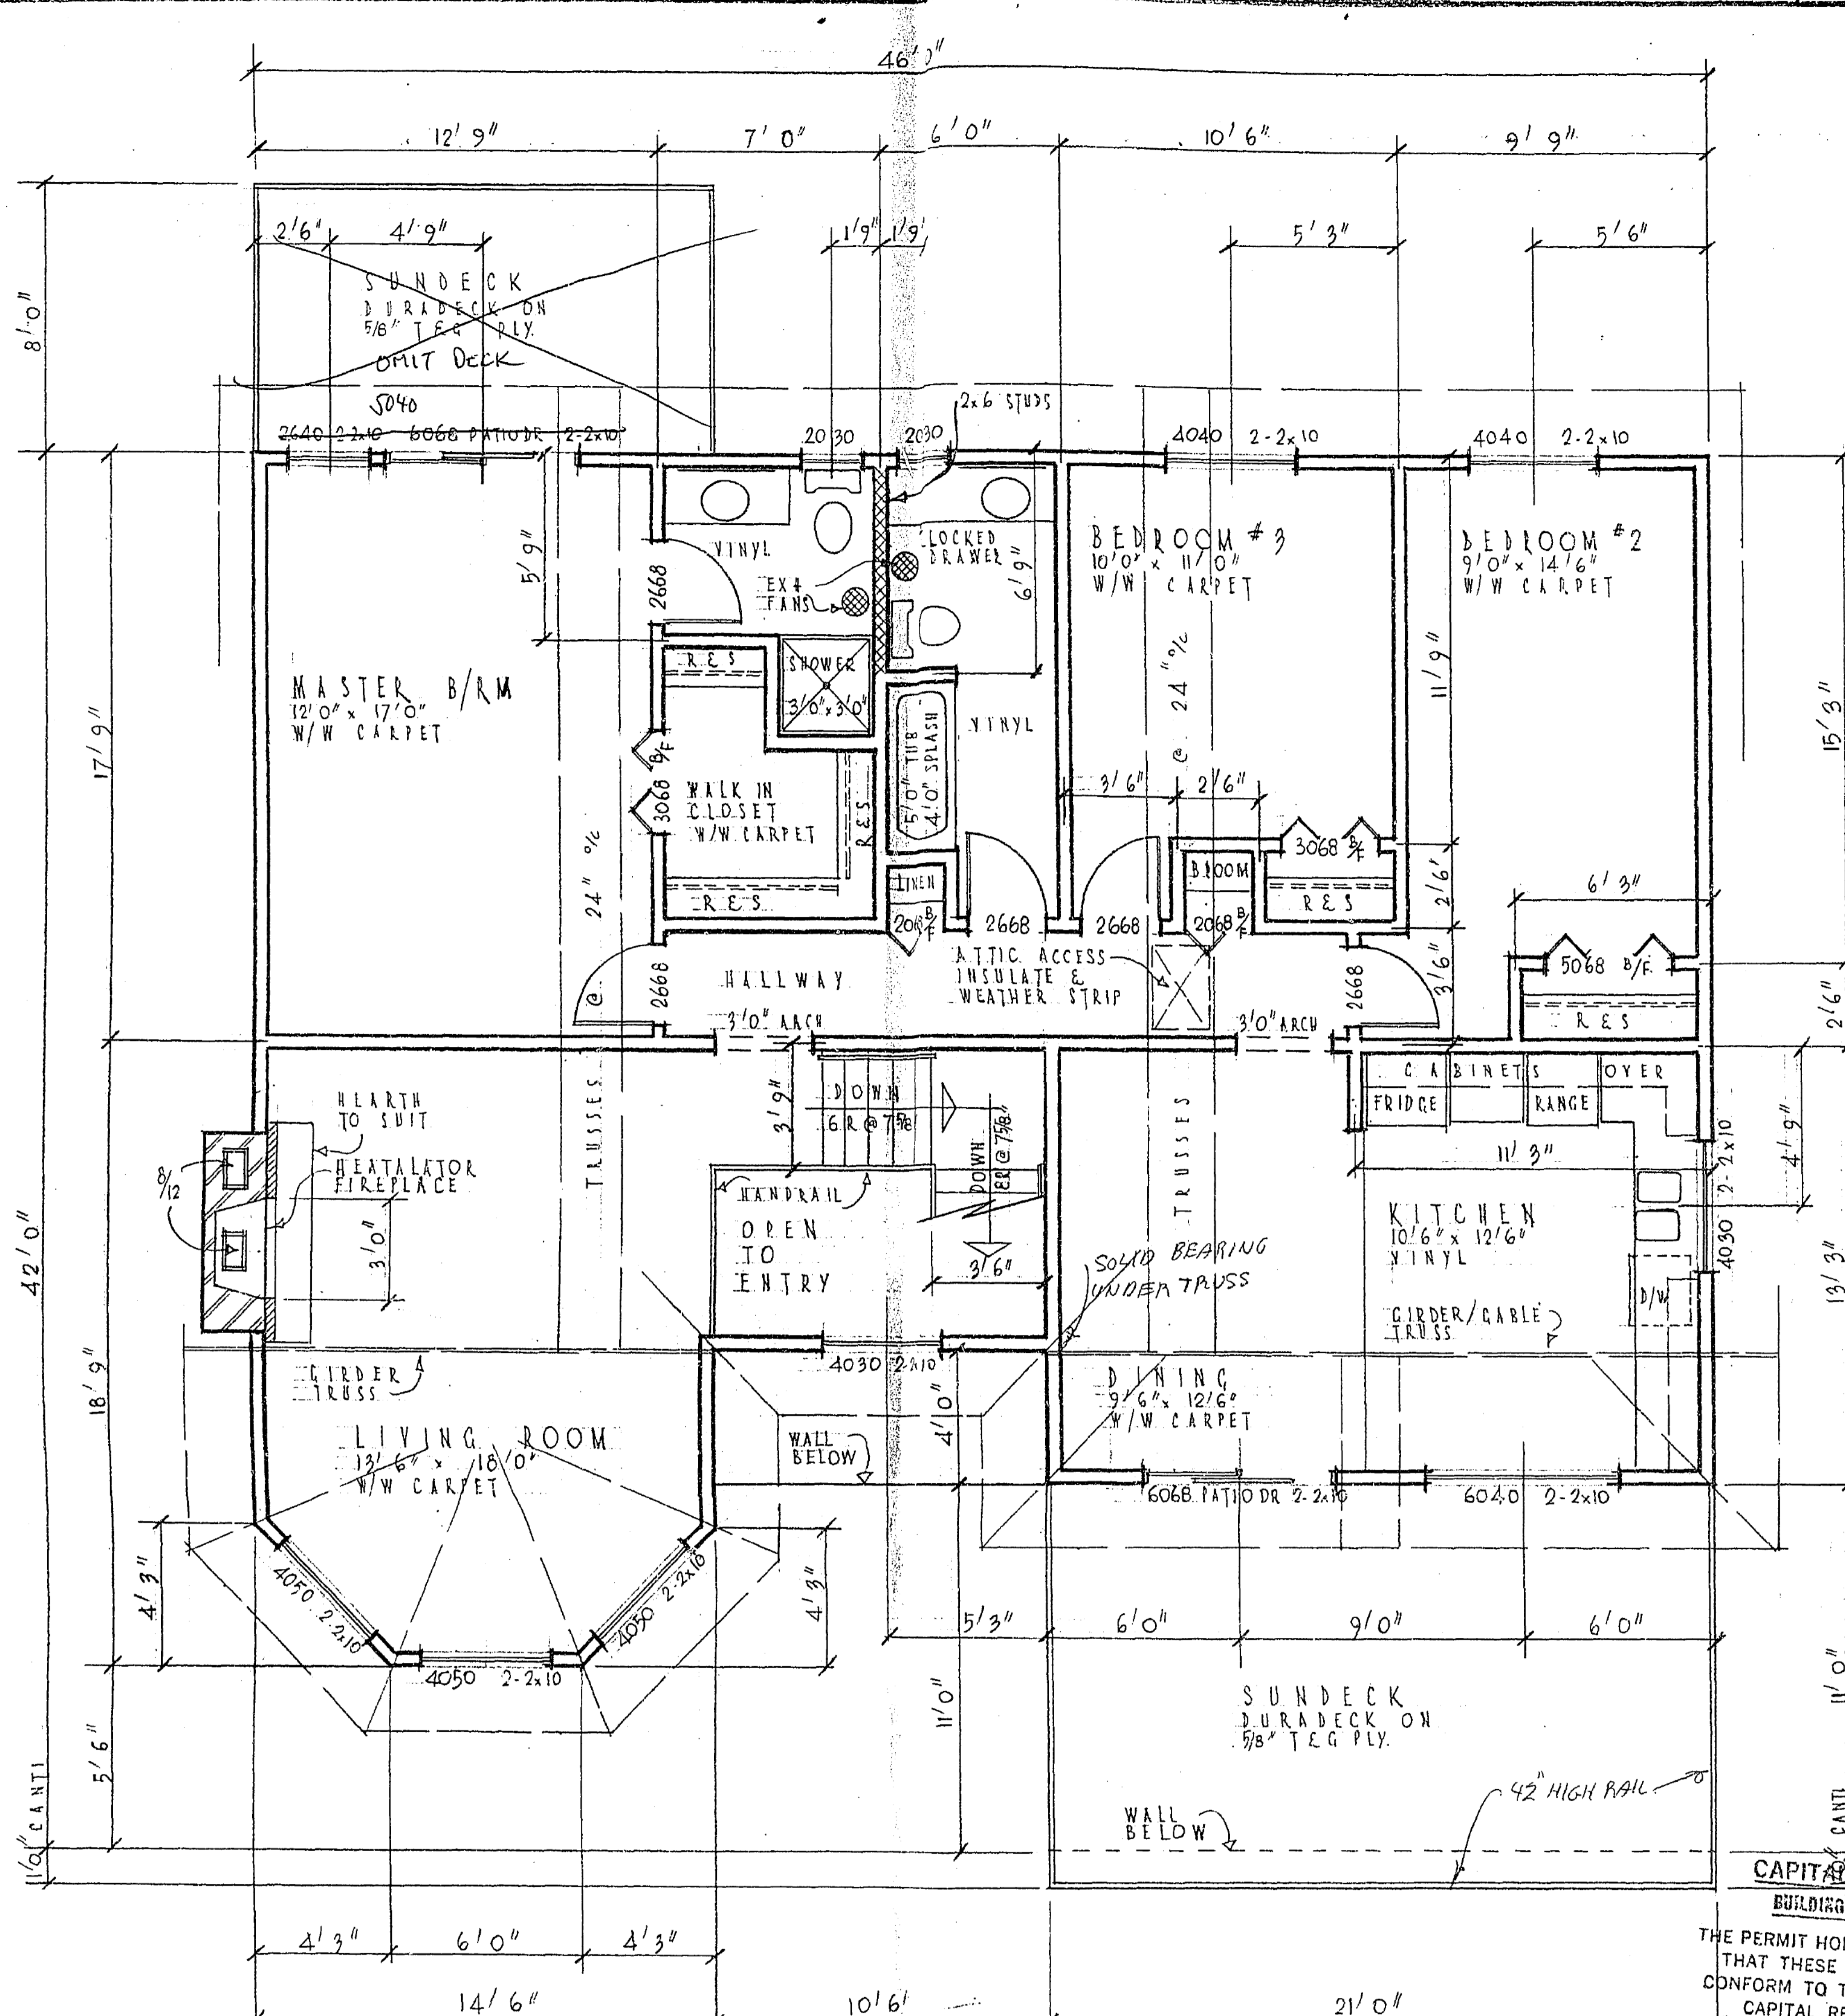 46'0"
12'9"
7'0"
6'0"
10'6"
9'9"
2'6"
4'9"
1'9"
1'9"
5'3"
5'6"
8'0"
SUNDECK
DURADECK ON
5/8" T&G PLY.
OMIT DECK
5040
2640 2-2x10 6068 PATIO DR 2-2x10
2030
2030
2x6 STUDS
4040 2-2x10
4040 2-2x10
5'9"
2668
VINYL
EX4
FANS
LOCKED
DRAWER
6'9"
BEDROOM #3
10'0" x 11'0"
W/W CARPET
BEDROOM #2
9'0" x 14'6"
W/W CARPET
MASTER B/RM
12'0" x 17'0"
W/W CARPET
R & S
SHOWER
3'0" x 3'0"
5'0" TUB
4'0" SPLASH
VINYL
@ 24" o/c
11'9"
17'9"
15'3"
B/F
3068
WALK IN
CLOSET
W/W CARPET
R & S
R & S
3'6"
2'6"
3068 B/F
BROOM
R & S
2'6"
6'3"
LINEN
2068 B/F
2668
2668
2068 B/F
24" o/c
@
2668
HALLWAY
ATTIC ACCESS
INSULATE &
WEATHER STRIP
2668
3'6"
5068 B/F.
R & S
2'6"
3'0" ARCH
3'0" ARCH
HEARTH
TO SUIT
HEATALATOR
FIREPLACE
8/12
3'0"
TRUSSES
3'9"
DOWN
6R @ 7 5/8
DOWN
8R @ 7 5/8"
HANDRAIL
OPEN
TO
ENTRY
3'6"
TRUSSES
CABINETS OVER
FRIDGE
RANGE
11'3"
2-2x10
4030
4'9"
KITCHEN
10'6" x 12'6"
VINYL
SOLID BEARING
UNDER TRUSS
D/W
GIRDER/GABLE
TRUSS
13'3"
42'0"
18'9"
GIRDER
TRUSS
4030 2-2x10
4'0"
DINING
9'6" x 12'6"
W/W CARPET
LIVING ROOM
13'6" x 18'0"
W/W CARPET
WALL
BELOW
6068 PATIO DR 2-2x10
6040 2-2x10
4'3"
4050 2-2x10
4050 2-2x10
4050 2-2x10
4'3"
5'3"
6'0"
9'0"
6'0"
11'0"
11'0"
SUNDECK
DURADECK ON
5/8" T&G PLY.
5'6"
1'0" CANTI
42" HIGH RAIL
WALL
BELOW
CANTI
4'3"
6'0"
4'3"
14'6"
10'6"
21'0"
CAPITA
BUILDING
THE PERMIT HO
THAT THESE
CONFORM TO T
CAPITAL RE